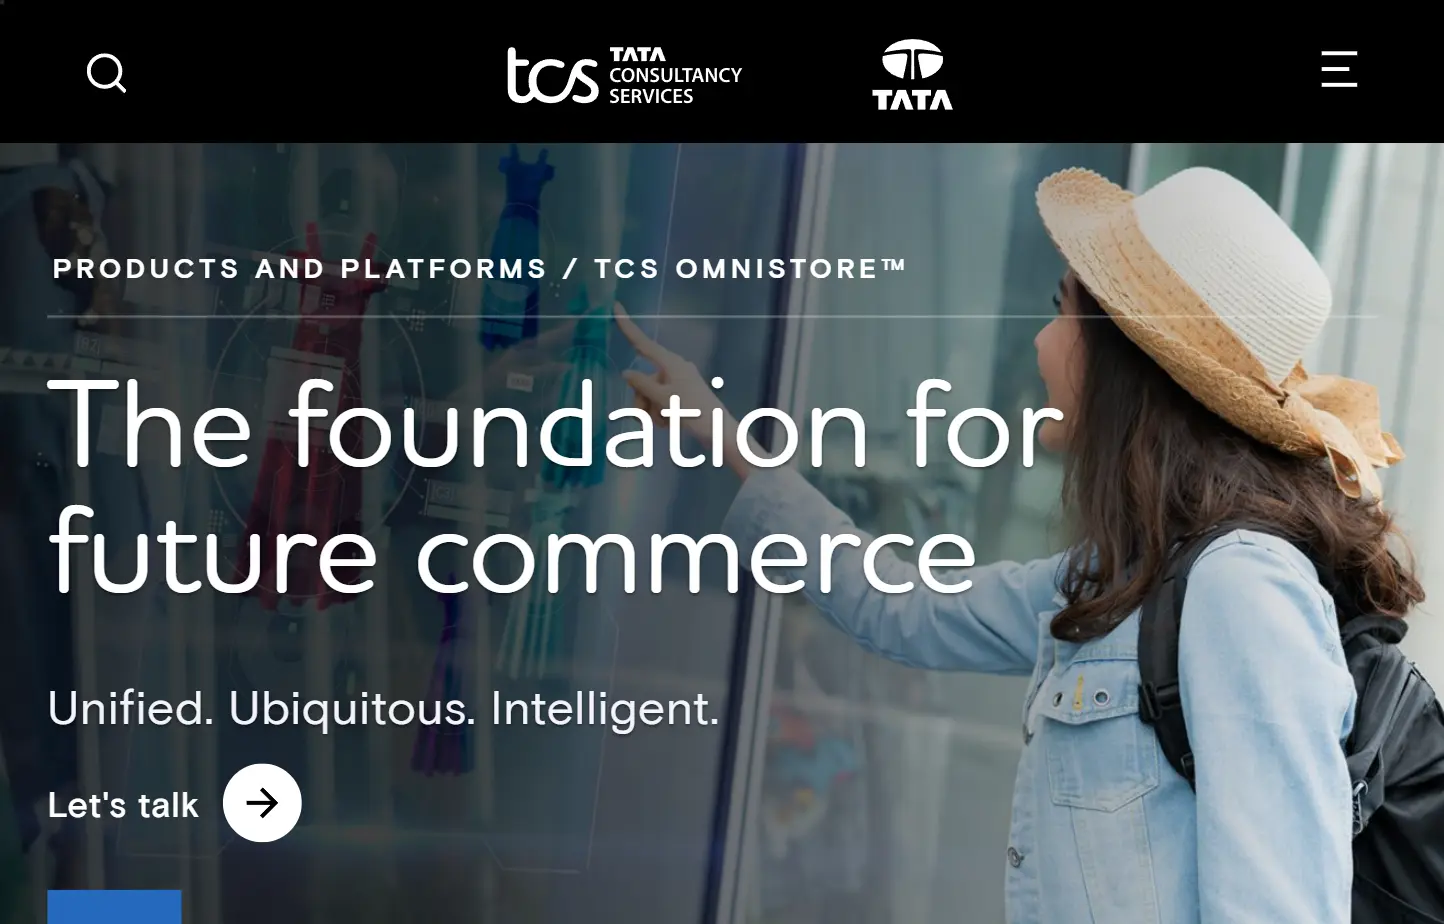 tcs TATA
CONSULTANCY
SERVICES
TATA
PRODUCTS AND PLATFORMS / TCS OMNISTORE™
The foundation for
future commerce
Unified. Ubiquitous. Intelligent.
Let's talk